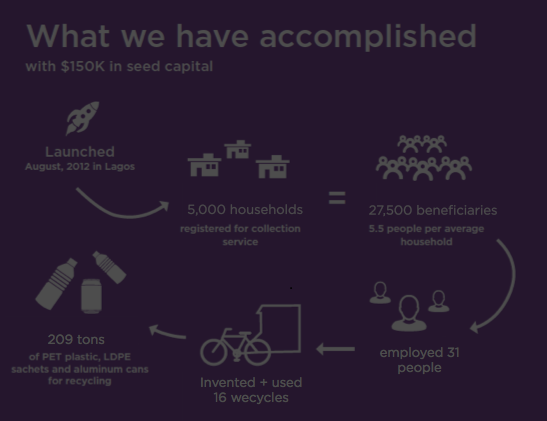 What we have accomplished
with $150K in seed capital
Launched
August, 2012 in Lagos
5,000 households
registered for collection
service
=
27,500 beneficiaries
5.5 people per average
household
employed 31
people
Invented + used
16 wecycles
209 tons
of PET plastic, LDPE
sachets and aluminum cans
for recycling